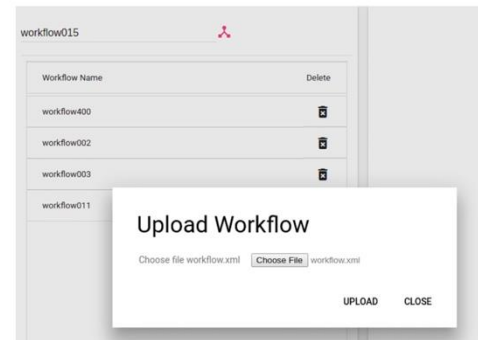 workflow015
Workflow Name Delete
workflow400
workflow002
workflow003
workflow011
Upload Workflow
Choose file workflow.xml Choose File workflow.xml
UPLOAD CLOSE